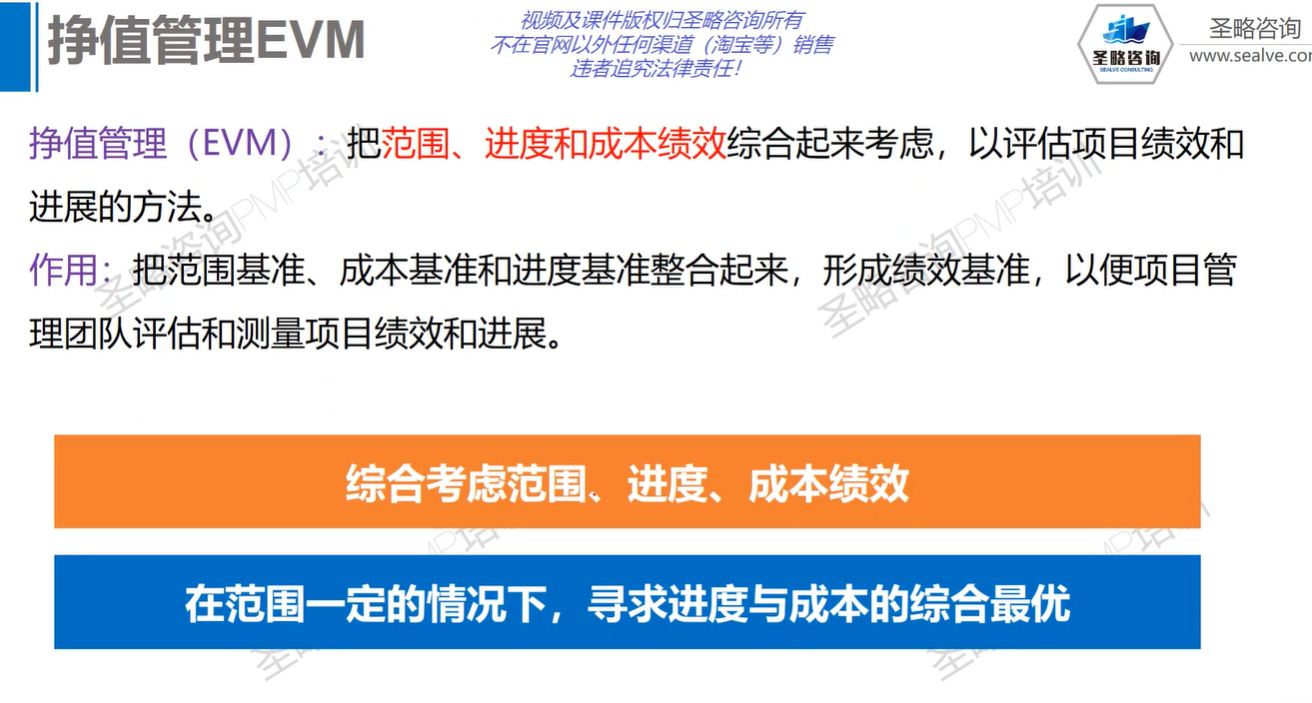 挣值管理EVM
视频及课件版权归圣略咨询所有
不在官网以外任何渠道（淘宝等）销售
违者追究法律责任！
圣略咨询
SEALVE CONSULTING
圣略咨询
www.sealve.com
挣值管理（EVM）：把范围、进度和成本绩效综合起来考虑，以评估项目绩效和
进展的方法。
作用：把范围基准、成本基准和进度基准整合起来，形成绩效基准，以便项目管
理团队评估和测量项目绩效和进展。
综合考虑范围、进度、成本绩效
在范围一定的情况下，寻求进度与成本的综合最优
圣略咨询PMP培训
圣略咨询PMP培训